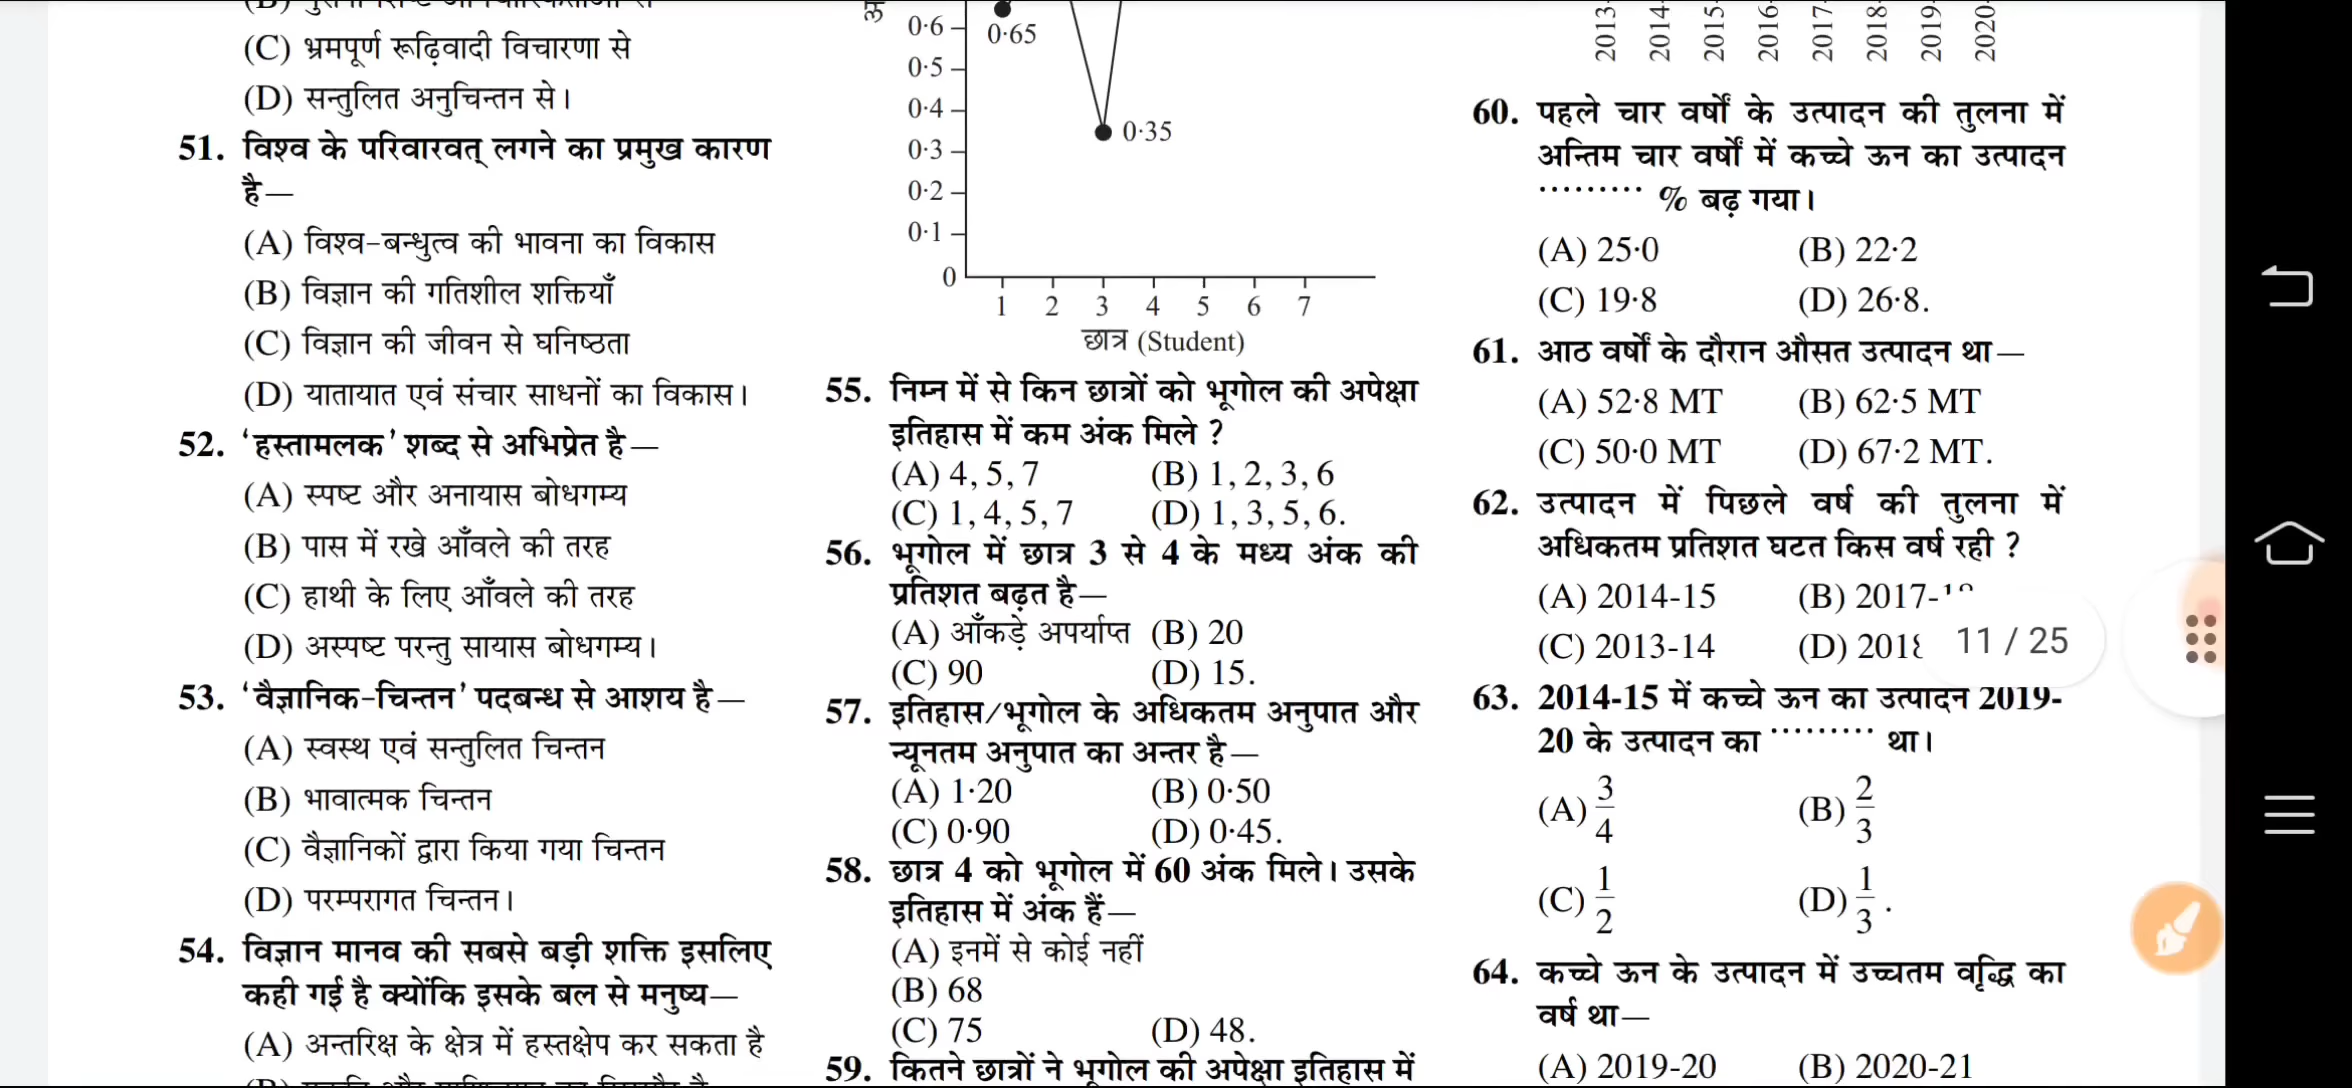 (C) भ्रमपूर्ण रूढ़िवादी विचारणा से
(D) सन्तुलित अनुचिन्तन से।
51. विश्व के परिवारवत् लगने का प्रमुख कारण
है—
(A) विश्व-बन्धुत्व की भावना का विकास
(B) विज्ञान की गतिशील शक्तियाँ
(C) विज्ञान की जीवन से घनिष्ठता
(D) यातायात एवं संचार साधनों का विकास।
52. 'हस्तामलक' शब्द से अभिप्रेत है—
(A) स्पष्ट और अनायास बोधगम्य
(B) पास में रखे आँवले की तरह
(C) हाथी के लिए आँवले की तरह
(D) अस्पष्ट परन्तु सायास बोधगम्य।
53. 'वैज्ञानिक-चिन्तन' पदबन्ध से आशय है—
(A) स्वस्थ एवं सन्तुलित चिन्तन
(B) भावात्मक चिन्तन
(C) वैज्ञानिकों द्वारा किया गया चिन्तन
(D) परम्परागत चिन्तन।
54. विज्ञान मानव की सबसे बड़ी शक्ति इसलिए
कही गई है क्योंकि इसके बल से मनुष्य—
(A) अन्तरिक्ष के क्षेत्र में हस्तक्षेप कर सकता है
0·6
0·65
0·5
0·4
0·35
0·3
0·2
0·1
0
1 2 3 4 5 6 7
छात्र (Student)
55. निम्न में से किन छात्रों को भूगोल की अपेक्षा
इतिहास में कम अंक मिले ?
(A) 4, 5, 7 (B) 1, 2, 3, 6
(C) 1, 4, 5, 7 (D) 1, 3, 5, 6.
56. भूगोल में छात्र 3 से 4 के मध्य अंक की
प्रतिशत बढ़त है—
(A) आँकड़े अपर्याप्त (B) 20
(C) 90 (D) 15.
57. इतिहास/भूगोल के अधिकतम अनुपात और
न्यूनतम अनुपात का अन्तर है—
(A) 1·20 (B) 0·50
(C) 0·90 (D) 0·45.
58. छात्र 4 को भूगोल में 60 अंक मिले। उसके
इतिहास में अंक हैं—
(A) इनमें से कोई नहीं
(B) 68
(C) 75 (D) 48.
59. कितने छात्रों ने भूगोल की अपेक्षा इतिहास में
2013- 2014- 2015- 2016- 2017- 2018- 2019- 2020-
60. पहले चार वर्षों के उत्पादन की तुलना में
अन्तिम चार वर्षों में कच्चे ऊन का उत्पादन
········· % बढ़ गया।
(A) 25·0 (B) 22·2
(C) 19·8 (D) 26·8.
61. आठ वर्षों के दौरान औसत उत्पादन था—
(A) 52·8 MT (B) 62·5 MT
(C) 50·0 MT (D) 67·2 MT.
62. उत्पादन में पिछले वर्ष की तुलना में
अधिकतम प्रतिशत घटत किस वर्ष रही ?
(A) 2014-15 (B) 2017-
(C) 2013-14 (D) 2018
11 / 25
63. 2014-15 में कच्चे ऊन का उत्पादन 2019-
20 के उत्पादन का ········· था।
(A) 3/4 (B) 2/3
(C) 1/2 (D) 1/3.
64. कच्चे ऊन के उत्पादन में उच्चतम वृद्धि का
वर्ष था—
(A) 2019-20 (B) 2020-21